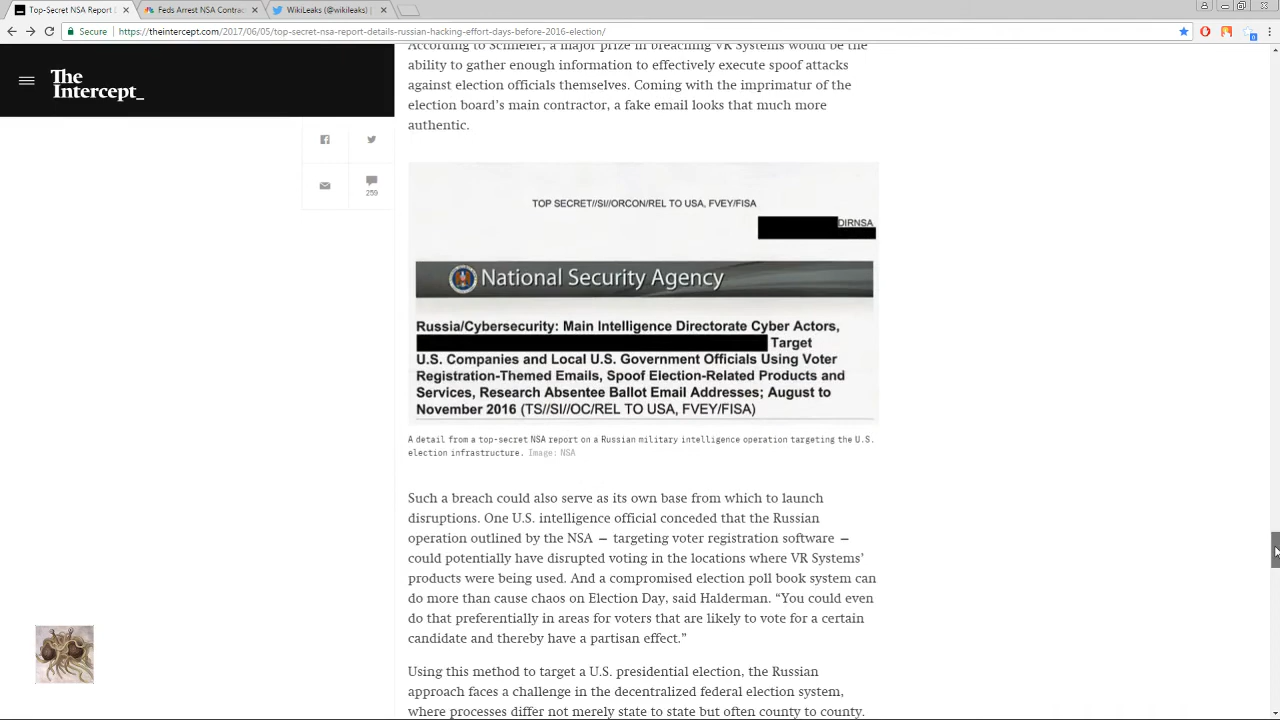 Top-Secret NSA Report D
Feds Arrest NSA Contrac
WikiLeaks (@wikileaks) |
Secure
https://theintercept.com/2017/06/05/top-secret-nsa-report-details-russian-hacking-effort-days-before-2016-election/
The
Intercept_
259
According to Schneier, a major prize in breaching VR Systems would be the
ability to gather enough information to effectively execute spoof attacks
against election officials themselves. Coming with the imprimatur of the
election board’s main contractor, a fake email looks that much more
authentic.
TOP SECRET//SI//ORCON/REL TO USA, FVEY/FISA
DIRNSA
National Security Agency
Russia/Cybersecurity: Main Intelligence Directorate Cyber Actors,
Target
U.S. Companies and Local U.S. Government Officials Using Voter
Registration-Themed Emails, Spoof Election-Related Products and
Services, Research Absentee Ballot Email Addresses; August to
November 2016 (TS//SI//OC/REL TO USA, FVEY/FISA)
A detail from a top-secret NSA report on a Russian military intelligence operation targeting the U.S.
election infrastructure. Image: NSA
Such a breach could also serve as its own base from which to launch
disruptions. One U.S. intelligence official conceded that the Russian
operation outlined by the NSA — targeting voter registration software —
could potentially have disrupted voting in the locations where VR Systems’
products were being used. And a compromised election poll book system can
do more than cause chaos on Election Day, said Halderman. “You could even
do that preferentially in areas for voters that are likely to vote for a certain
candidate and thereby have a partisan effect.”
Using this method to target a U.S. presidential election, the Russian
approach faces a challenge in the decentralized federal election system,
where processes differ not merely state to state but often county to county.